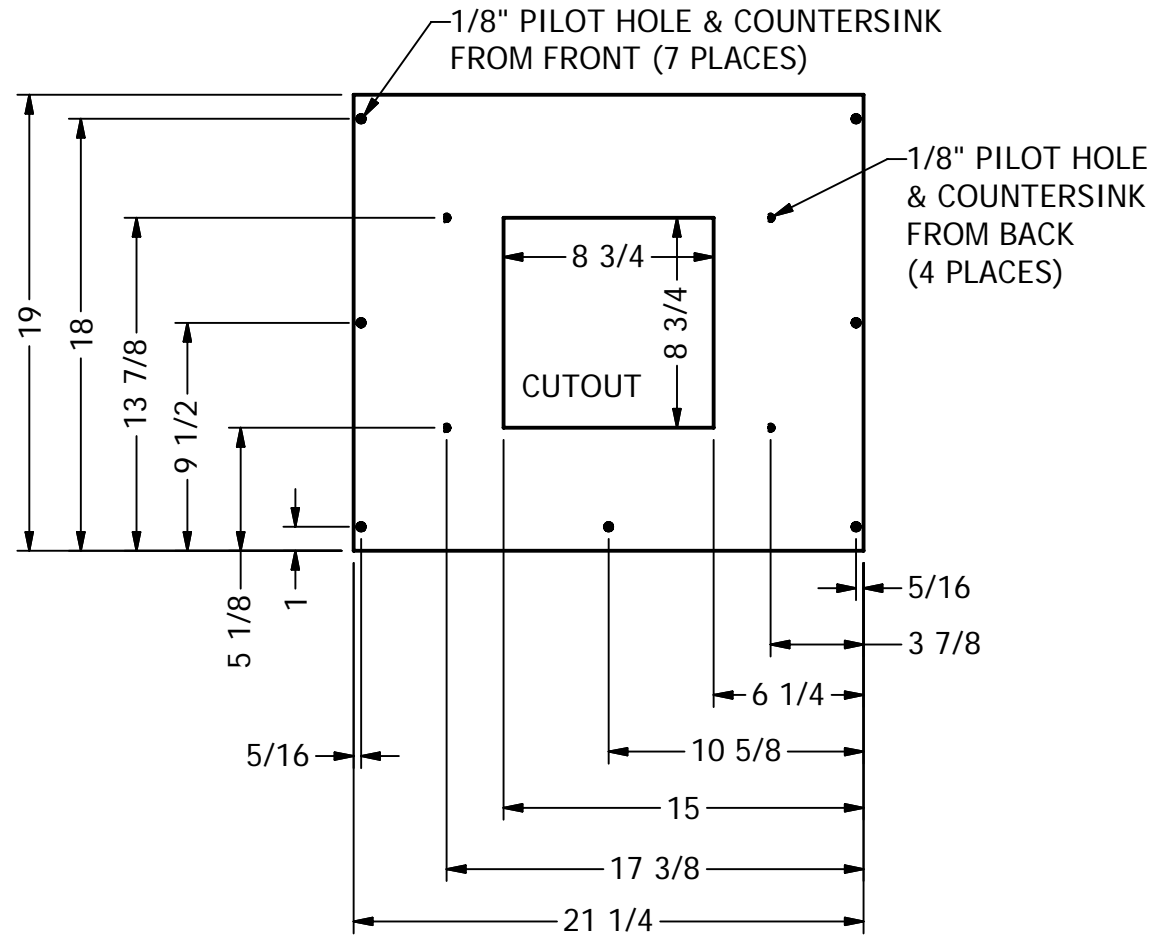 1/8" PILOT HOLE & COUNTERSINK
FROM FRONT (7 PLACES)
1/8" PILOT HOLE
& COUNTERSINK
FROM BACK
(4 PLACES)
8 3/4
8 3/4
CUTOUT
19
18
13 7/8
9 1/2
5 1/8
1
5/16
5/16
3 7/8
6 1/4
10 5/8
15
17 3/8
21 1/4